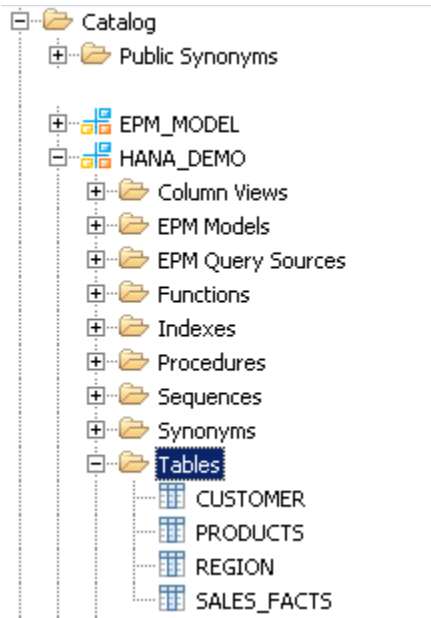 Catalog
Public Synonyms
EPM_MODEL
HANA_DEMO
Column Views
EPM Models
EPM Query Sources
Functions
Indexes
Procedures
Sequences
Synonyms
Tables
CUSTOMER
PRODUCTS
REGION
SALES_FACTS